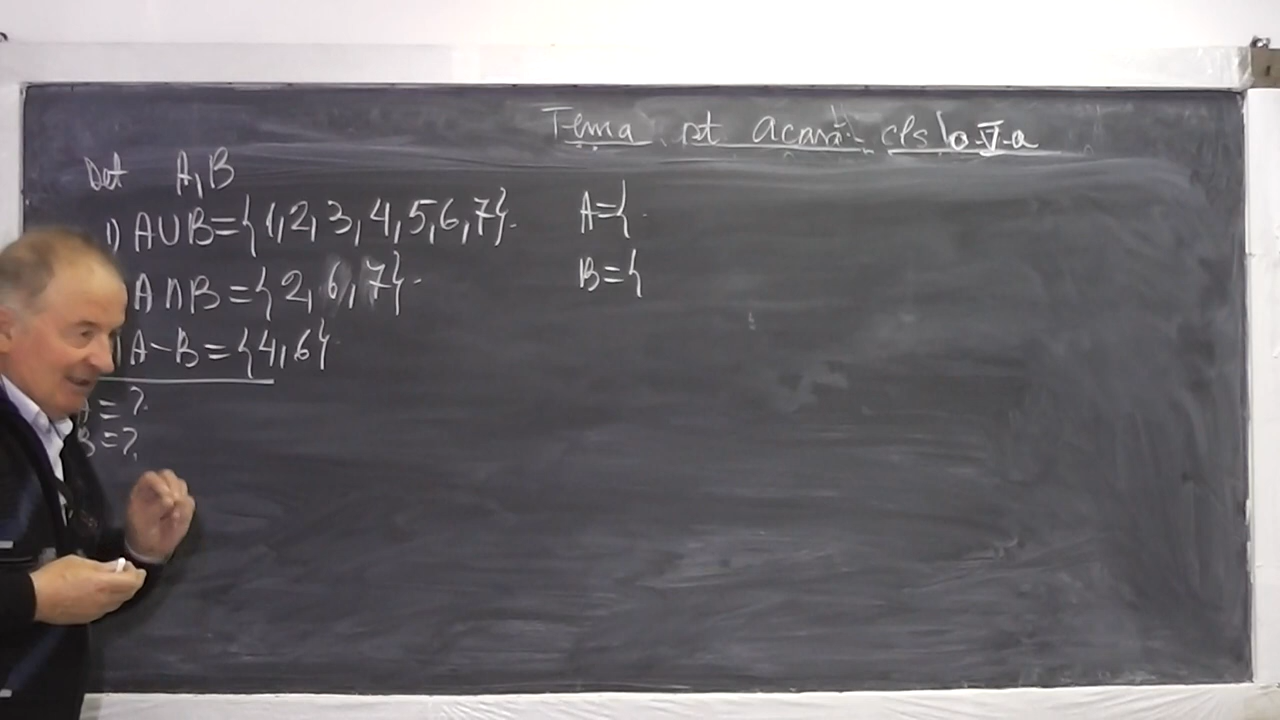 Tema pt acasă cls a V-a
Det A, B
1) A∪B={1,2,3,4,5,6,7}.
A∩B={2,6,7}.
) A-B={4,6}
A=?
B=?
A={
B={